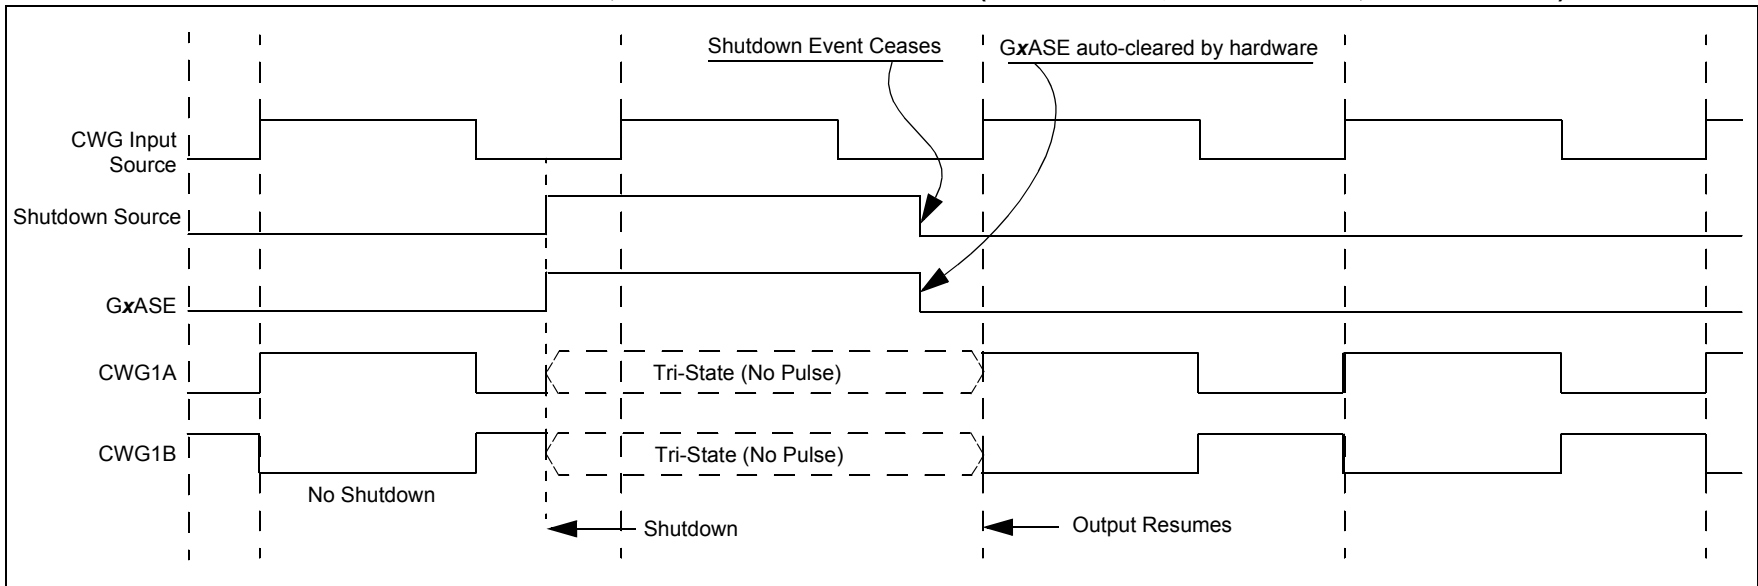 Shutdown Event Ceases
GxASE auto-cleared by hardware
CWG Input
Source
Shutdown Source
GxASE
CWG1A
Tri-State (No Pulse)
CWG1B
Tri-State (No Pulse)
No Shutdown
Shutdown
Output Resumes